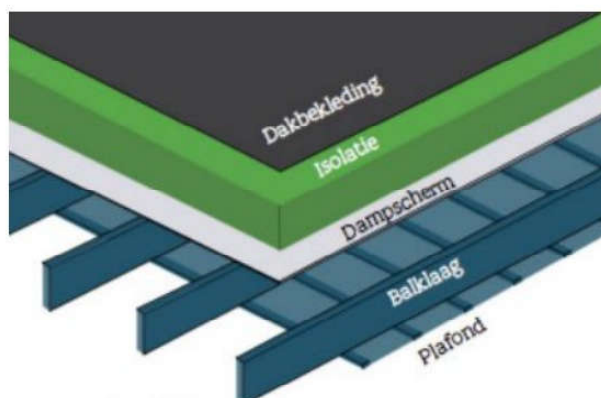 Dakbekleding
Isolatie
Dampscherm
Balklaag
Plafond